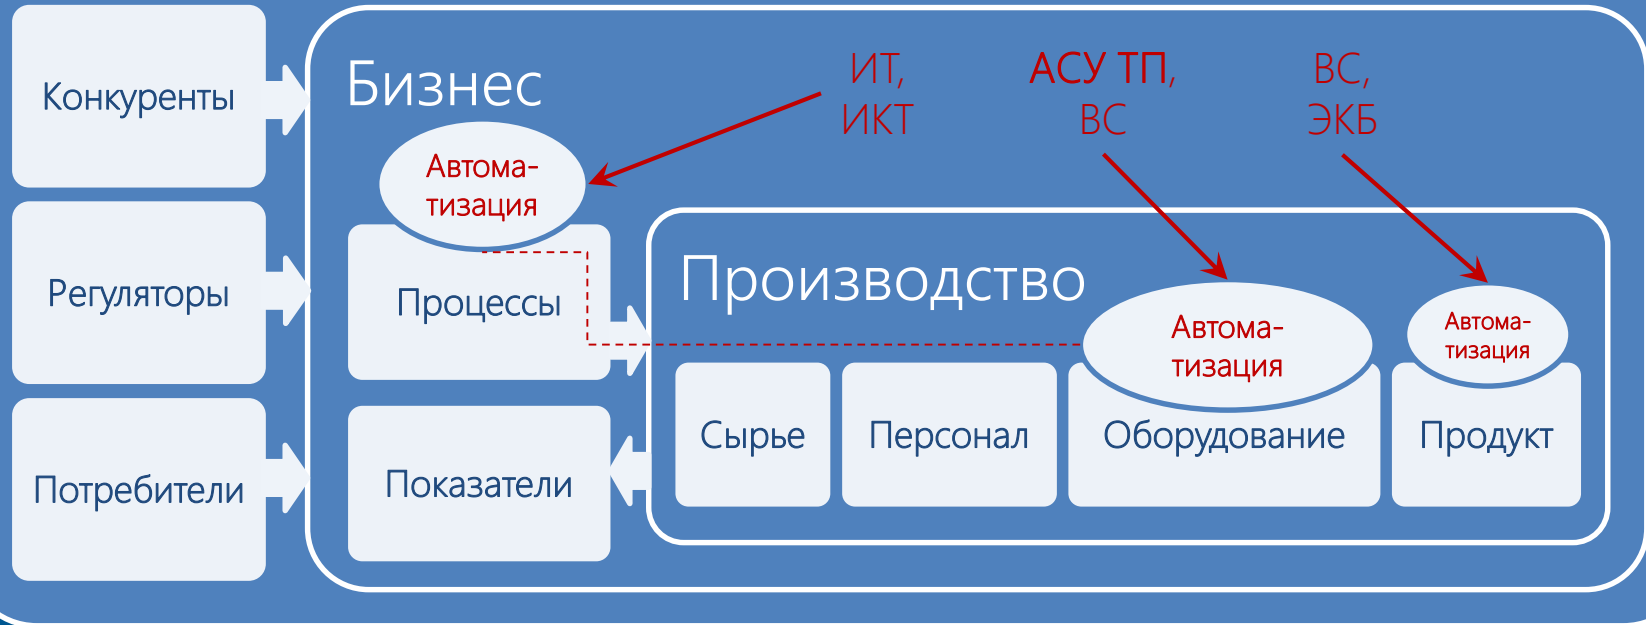 Конкуренты
Регуляторы
Потребители
Бизнес
ИТ,
ИКТ
АСУ ТП,
ВС
ВС,
ЭКБ
Автома-
тизация
Процессы
Показатели
Производство
Автома-
тизация
Автома-
тизация
Сырье
Персонал
Оборудование
Продукт